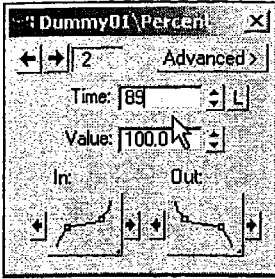 Dummy01\Percent
2 Advanced >
Time: 89 L
Value: 100.0
In: Out: